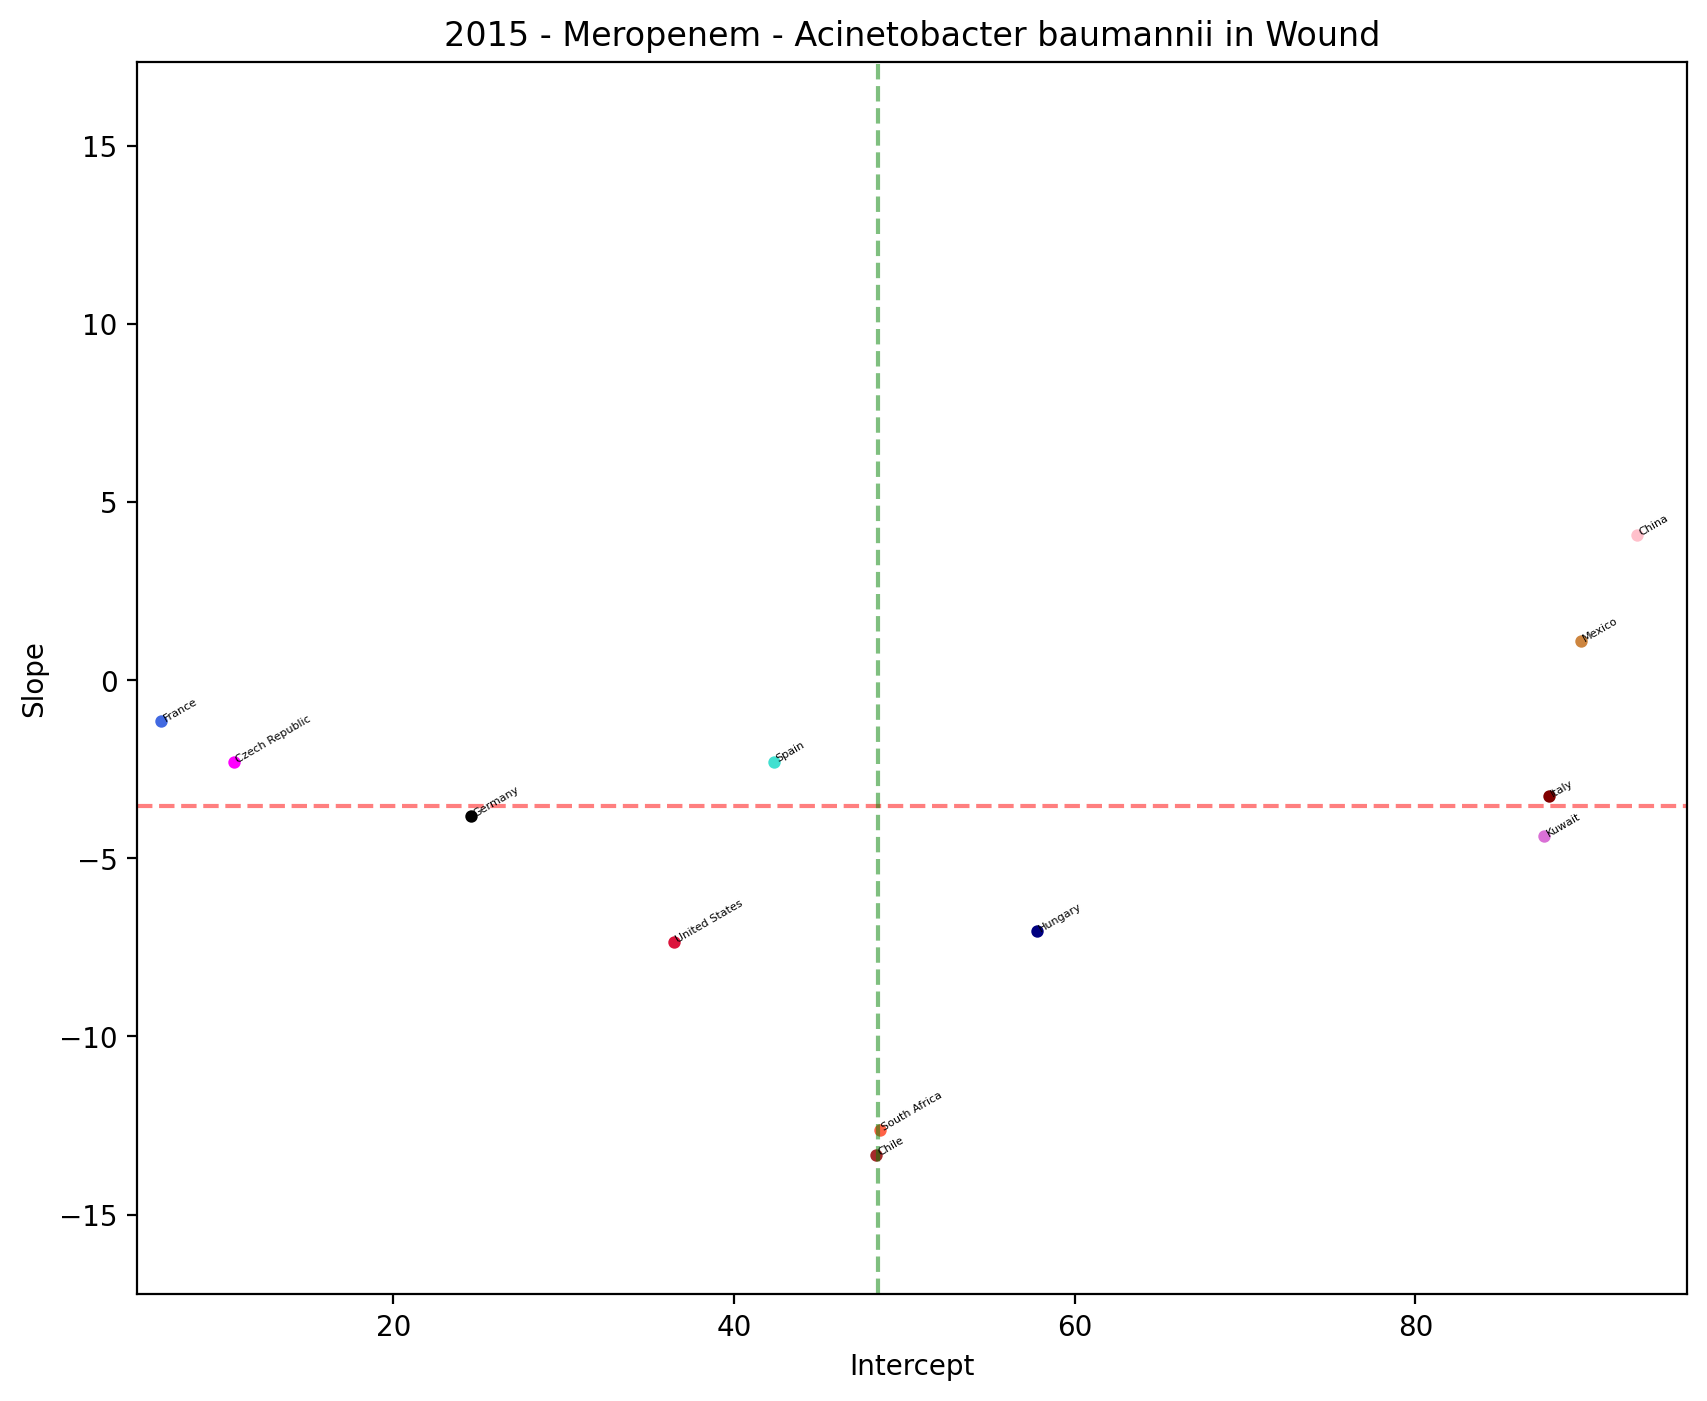 2015 - Meropenem - Acinetobacter baumannii in Wound
Slope
15
10
5
0
−5
−10
−15
China
Mexico
France
Czech Republic
Spain
Italy
Germany
Kuwait
United States
Hungary
South Africa
Chile
20
40
60
80
Intercept